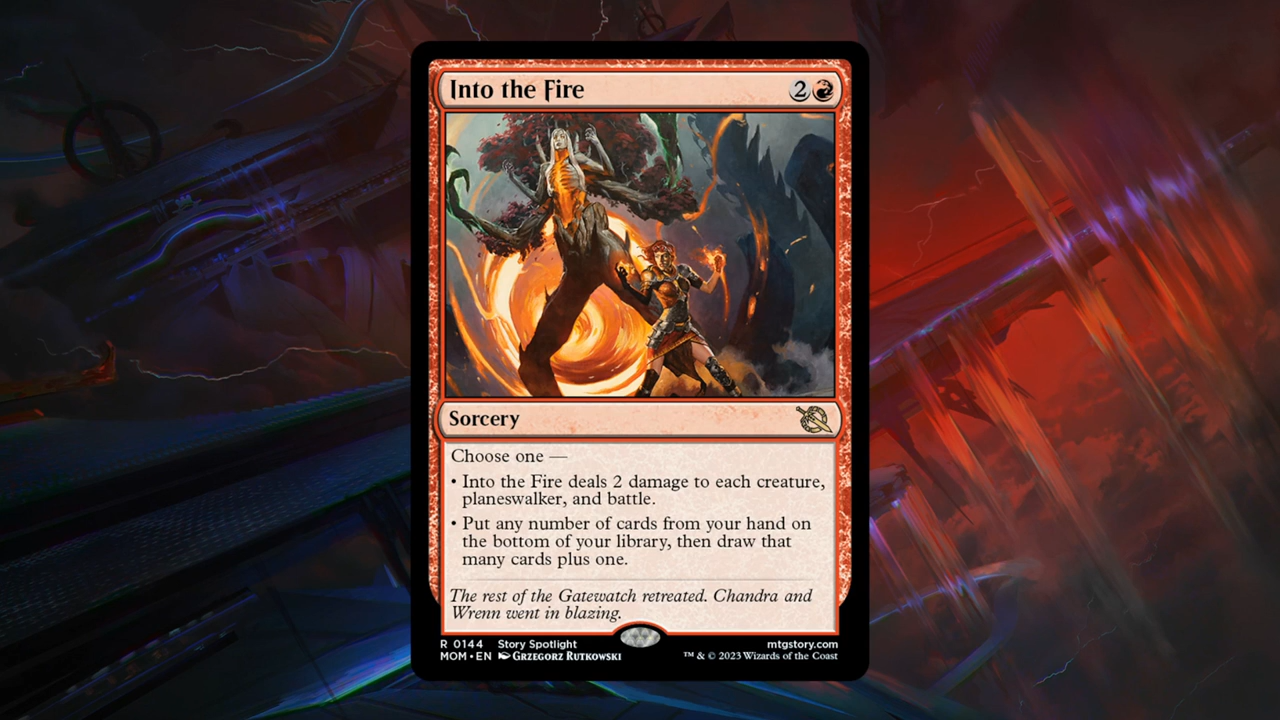 Into the Fire 2
Sorcery
Choose one —
• Into the Fire deals 2 damage to each creature,
planeswalker, and battle.
• Put any number of cards from your hand on
the bottom of your library, then draw that
many cards plus one.
The rest of the Gatewatch retreated. Chandra and
Wrenn went in blazing.
R 0144 Story Spotlight mtgstory.com
MOM • EN Grzegorz Rutkowski ™ & © 2023 Wizards of the Coast